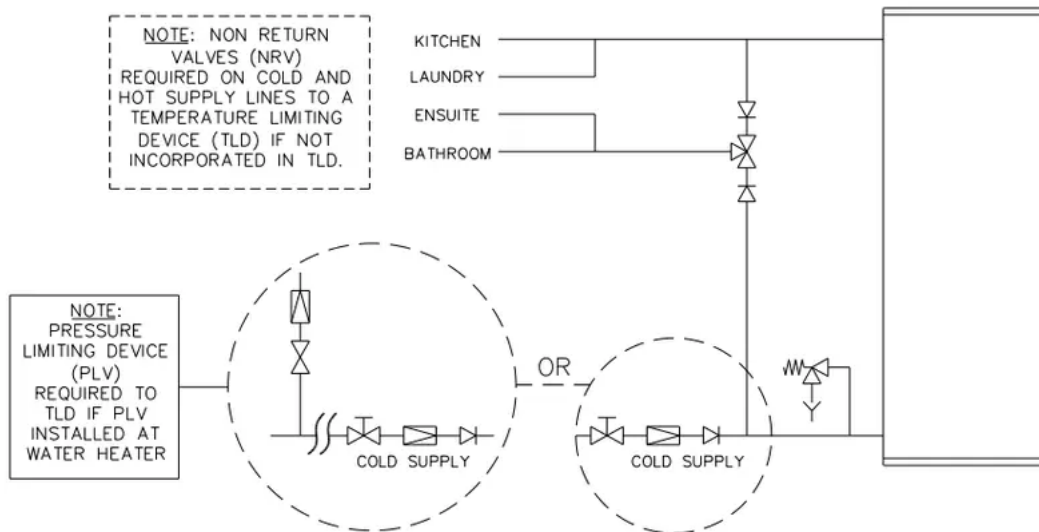 NOTE: NON RETURN
VALVES (NRV)
REQUIRED ON COLD AND
HOT SUPPLY LINES TO A
TEMPERATURE LIMITING
DEVICE (TLD) IF NOT
INCORPORATED IN TLD.
KITCHEN
LAUNDRY
ENSUITE
BATHROOM
NOTE:
PRESSURE
LIMITING DEVICE
(PLV)
REQUIRED TO
TLD IF PLV
INSTALLED AT
WATER HEATER
OR
COLD SUPPLY
COLD SUPPLY